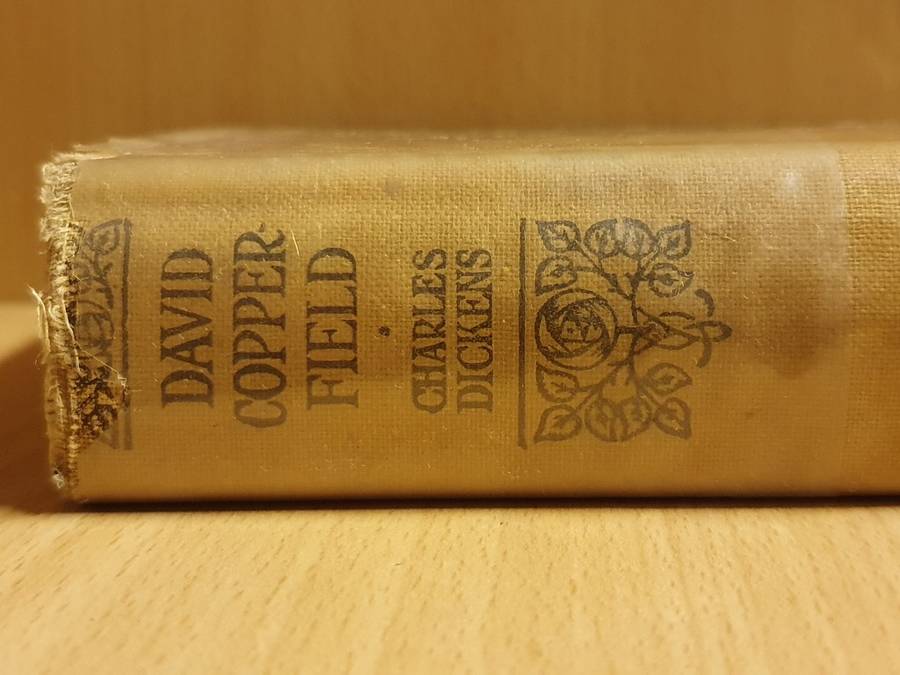 DAVID
COPPER-
FIELD
CHARLES
DICKENS